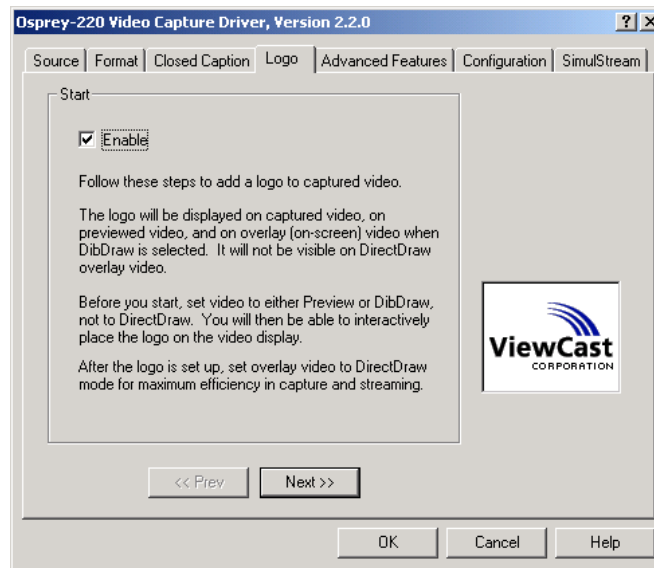 Osprey-220 Video Capture Driver, Version 2.2.0
Source Format Closed Caption Logo Advanced Features Configuration SimulStream
Start
Enable
Follow these steps to add a logo to captured video.
The logo will be displayed on captured video, on
previewed video, and on overlay (on-screen) video when
DibDraw is selected. It will not be visible on DirectDraw
overlay video.
Before you start, set video to either Preview or DibDraw,
not to DirectDraw. You will then be able to interactively
place the logo on the video display.
After the logo is set up, set overlay video to DirectDraw
mode for maximum efficiency in capture and streaming.
ViewCast
CORPORATION
<< Prev Next >>
OK Cancel Help